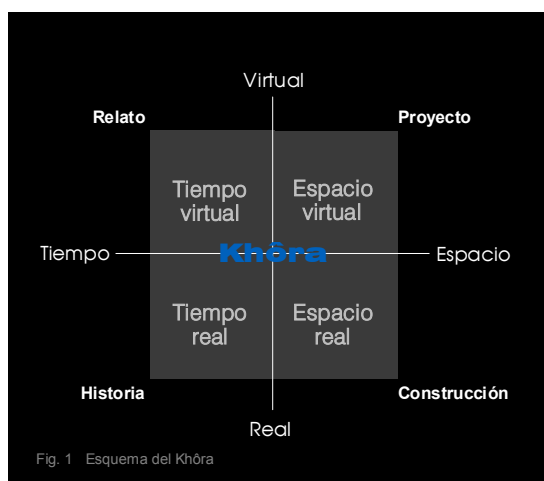 Virtual
Relato Proyecto
Tiempo Espacio
virtual virtual
Tiempo Khôra Espacio
Tiempo Espacio
real real
Historia Construcción
Real
Fig. 1 Esquema del Khôra